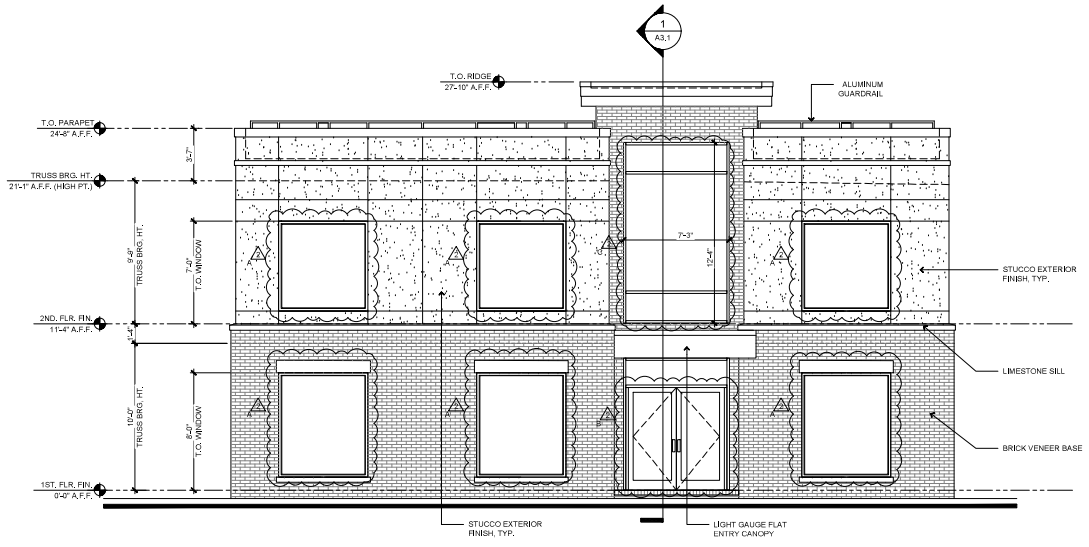 1
A3.1
T.O. RIDGE
27'-10" A.F.F.
ALUMINUM
GUARDRAIL
T.O. PARAPET
24'-8" A.F.F.
3'-7"
TRUSS BRG. HT.
21'-1" A.F.F. (HIGH PT.)
9'-9"
TRUSS BRG. HT.
7'-0"
T.O. WINDOW
7'-3"
12'-4"
STUCCO EXTERIOR
FINISH, TYP.
2ND. FLR. FIN.
11'-4" A.F.F.
1'-4"
LIMESTONE SILL
10'-0"
TRUSS BRG. HT.
8'-0"
T.O. WINDOW
BRICK VENEER BASE
1ST. FLR. FIN.
0'-0" A.F.F.
STUCCO EXTERIOR
FINISH, TYP.
LIGHT GAUGE FLAT
ENTRY CANOPY